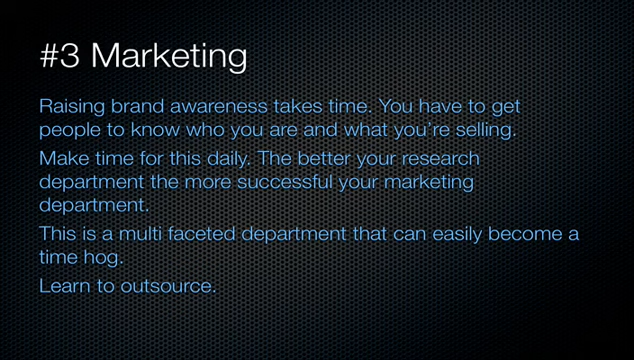 #3 Marketing
Raising brand awareness takes time. You have to get
people to know who you are and what you're selling.
Make time for this daily. The better your research
department the more successful your marketing
department.
This is a multi faceted department that can easily become a
time hog.
Learn to outsource.